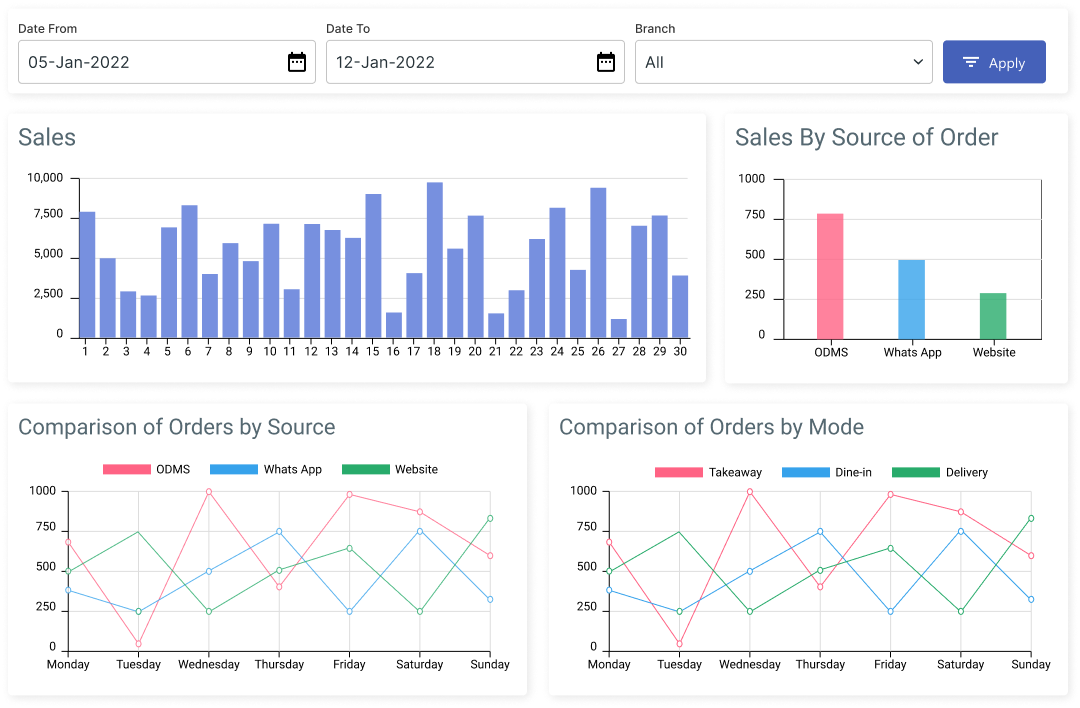 Date From
Date To
Branch
05-Jan-2022
12-Jan-2022
All
Apply
Sales
10,000
7,500
5,000
2,500
0
1 2 3 4 5 6 7 8 9 10 11 12 13 14 15 16 17 18 19 20 21 22 23 24 25 26 27 28 29 30
Sales By Source of Order
1000
750
500
250
0
ODMS Whats App Website
Comparison of Orders by Source
ODMS Whats App Website
1000
750
500
250
0
Monday Tuesday Wednesday Thursday Friday Saturday Sunday
Comparison of Orders by Mode
Takeaway Dine-in Delivery
1000
750
500
250
0
Monday Tuesday Wednesday Thursday Friday Saturday Sunday